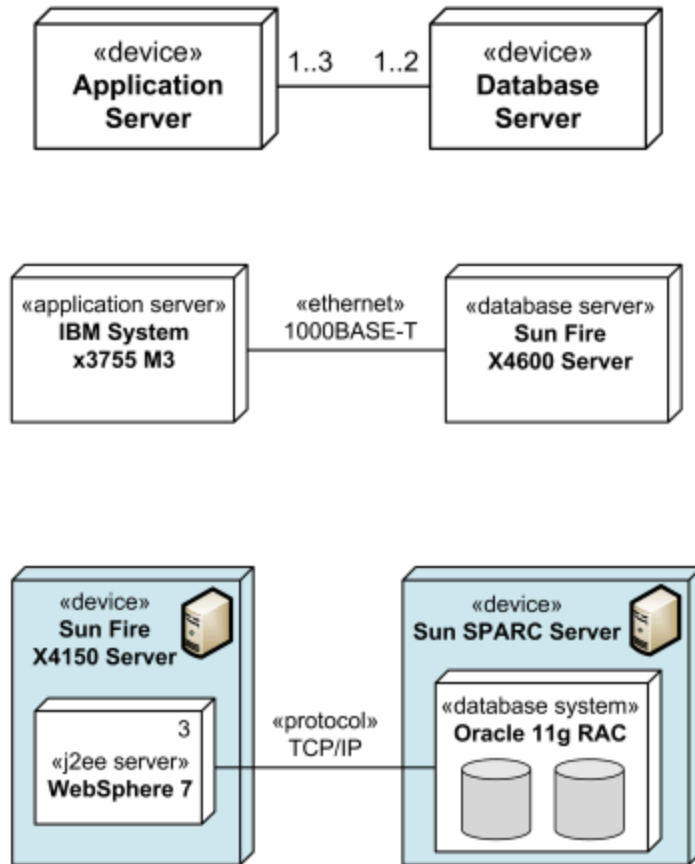 «device»
Application
Server
1..3
1..2
«device»
Database
Server
«application server»
IBM System
x3755 M3
«ethernet»
1000BASE-T
«database server»
Sun Fire
X4600 Server
«device»
Sun Fire
X4150 Server
3
«j2ee server»
WebSphere 7
«protocol»
TCP/IP
«device»
Sun SPARC Server
«database system»
Oracle 11g RAC